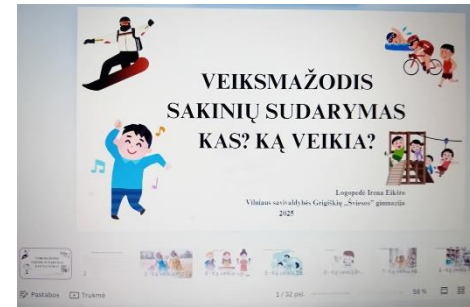 VEIKSMAŽODIS
SAKINIŲ SUDARYMAS
KAS? KĄ VEIKIA?
Logopedė Irena
Vilniaus savivaldybės Grigiškių „Šviesos“ gimnazija
2025
Pastabos Trukmė 1 / 32 psl. 58 %